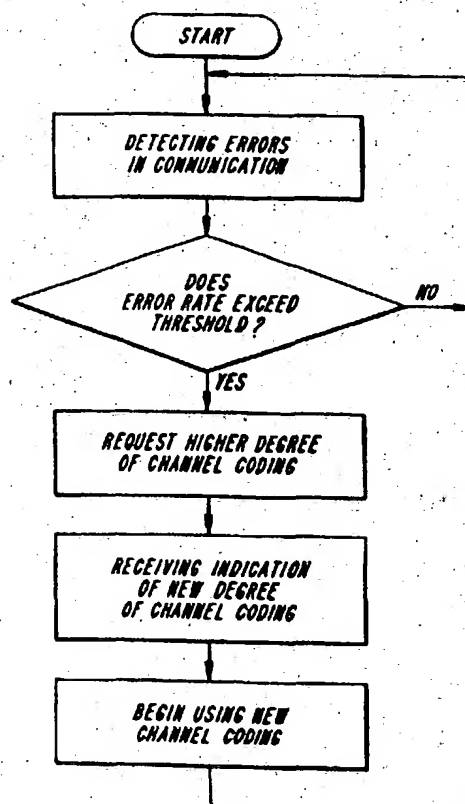 START
DETECTING ERRORS
IN COMMUNICATION
DOES
ERROR RATE EXCEED
THRESHOLD?
NO
YES
REQUEST HIGHER DEGREE
OF CHANNEL CODING
RECEIVING INDICATION
OF NEW DEGREE
OF CHANNEL CODING
BEGIN USING NEW
CHANNEL CODING